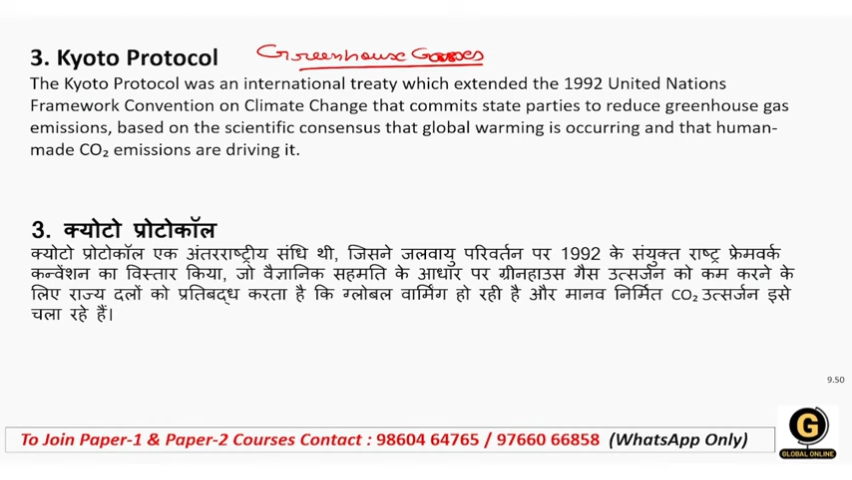 3. Kyoto Protocol Greenhouse Gases
The Kyoto Protocol was an international treaty which extended the 1992 United Nations
Framework Convention on Climate Change that commits state parties to reduce greenhouse gas
emissions, based on the scientific consensus that global warming is occurring and that human-
made CO₂ emissions are driving it.
3. क्योटो प्रोटोकॉल
क्योटो प्रोटोकॉल एक अंतरराष्ट्रीय संधि थी, जिसने जलवायु परिवर्तन पर 1992 के संयुक्त राष्ट्र फ्रेमवर्क
कन्वेंशन का विस्तार किया, जो वैज्ञानिक सहमति के आधार पर ग्रीनहाउस गैस उत्सर्जन को कम करने के
लिए राज्य दलों को प्रतिबद्ध करता है कि ग्लोबल वार्मिंग हो रही है और मानव निर्मित CO₂ उत्सर्जन इसे
चला रहे हैं।
9.50
To Join Paper-1 & Paper-2 Courses Contact : 98604 64765 / 97660 66858 (WhatsApp Only)
G
GLOBAL ONLINE